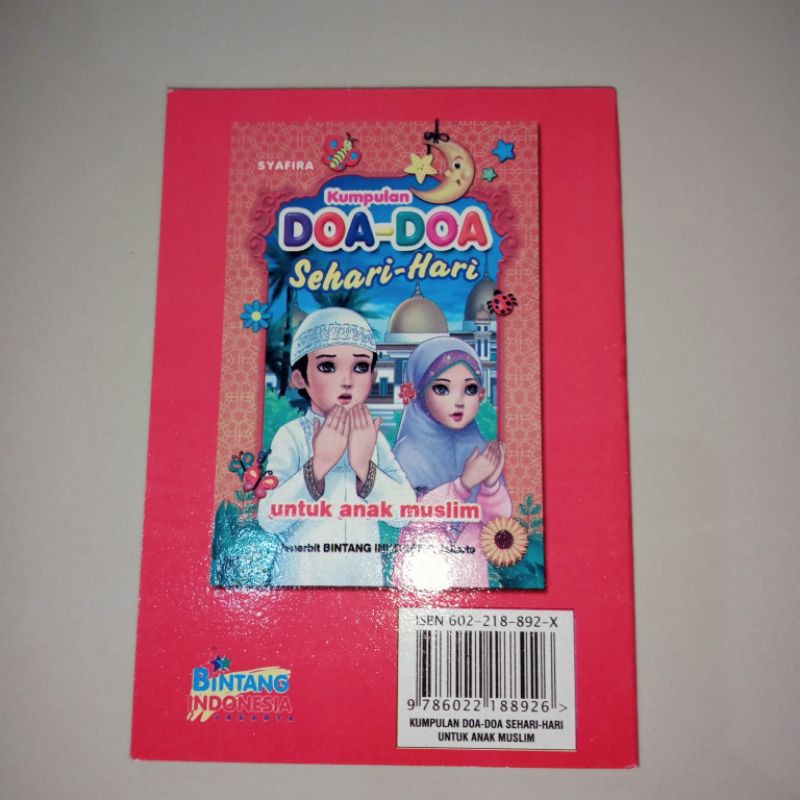 SYAFIRA
Kumpulan
DOA-DOA
Sehari-Hari
untuk anak muslim
Penerbit BINTANG
ISBN 602-218-892-X
9 786022 188926 >
KUMPULAN DOA-DOA SEHARI-HARI
UNTUK ANAK MUSLIM
BINTANG
INDONESIA
JAKARTA